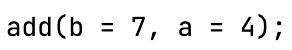 add(b = 7, a = 4);